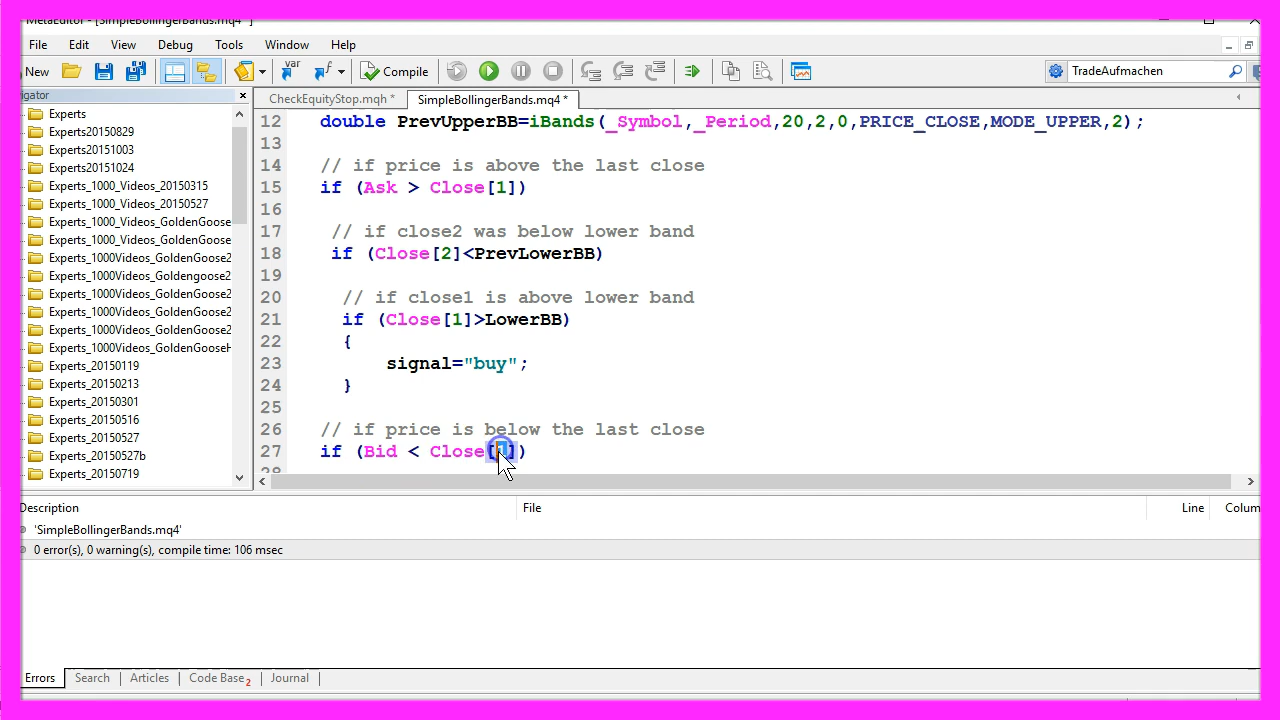 MetaEditor - [SimpleBollingerBands.mq4 * ]
File Edit View Debug Tools Window Help
New var f Compile TradeAufmachen
igator × CheckEquityStop.mqh * SimpleBollingerBands.mq4 *
Experts
Experts20150829
Experts20151003
Experts20151024
Experts_1000_Videos_20150315
Experts_1000_Videos_20150527
Experts_1000_Videos_GoldenGoose
Experts_1000_Videos_GoldenGoose
Experts_1000Videos_GoldenGoose2
Experts_1000Videos_Goldengoose2
Experts_1000Videos_GoldenGoose2
Experts_1000Videos_GoldenGoose2
Experts_1000Videos_GoldenGoose2
Experts_1000Videos_GoldenGooseH
Experts_20150119
Experts_20150213
Experts_20150301
Experts_20150516
Experts_20150527
Experts_20150527b
Experts_20150719
12 double PrevUpperBB=iBands(_Symbol,_Period,20,2,0,PRICE_CLOSE,MODE_UPPER,2);
13
14 // if price is above the last close
15 if (Ask > Close[1])
16
17 // if close2 was below lower band
18 if (Close[2]<PrevLowerBB)
19
20 // if close1 is above lower band
21 if (Close[1]>LowerBB)
22 {
23 signal="buy";
24 }
25
26 // if price is below the last close
27 if (Bid < Close[1])
28
Description File Line Colum
'SimpleBollingerBands.mq4'
0 error(s), 0 warning(s), compile time: 106 msec
Errors Search Articles Code Base 2 Journal